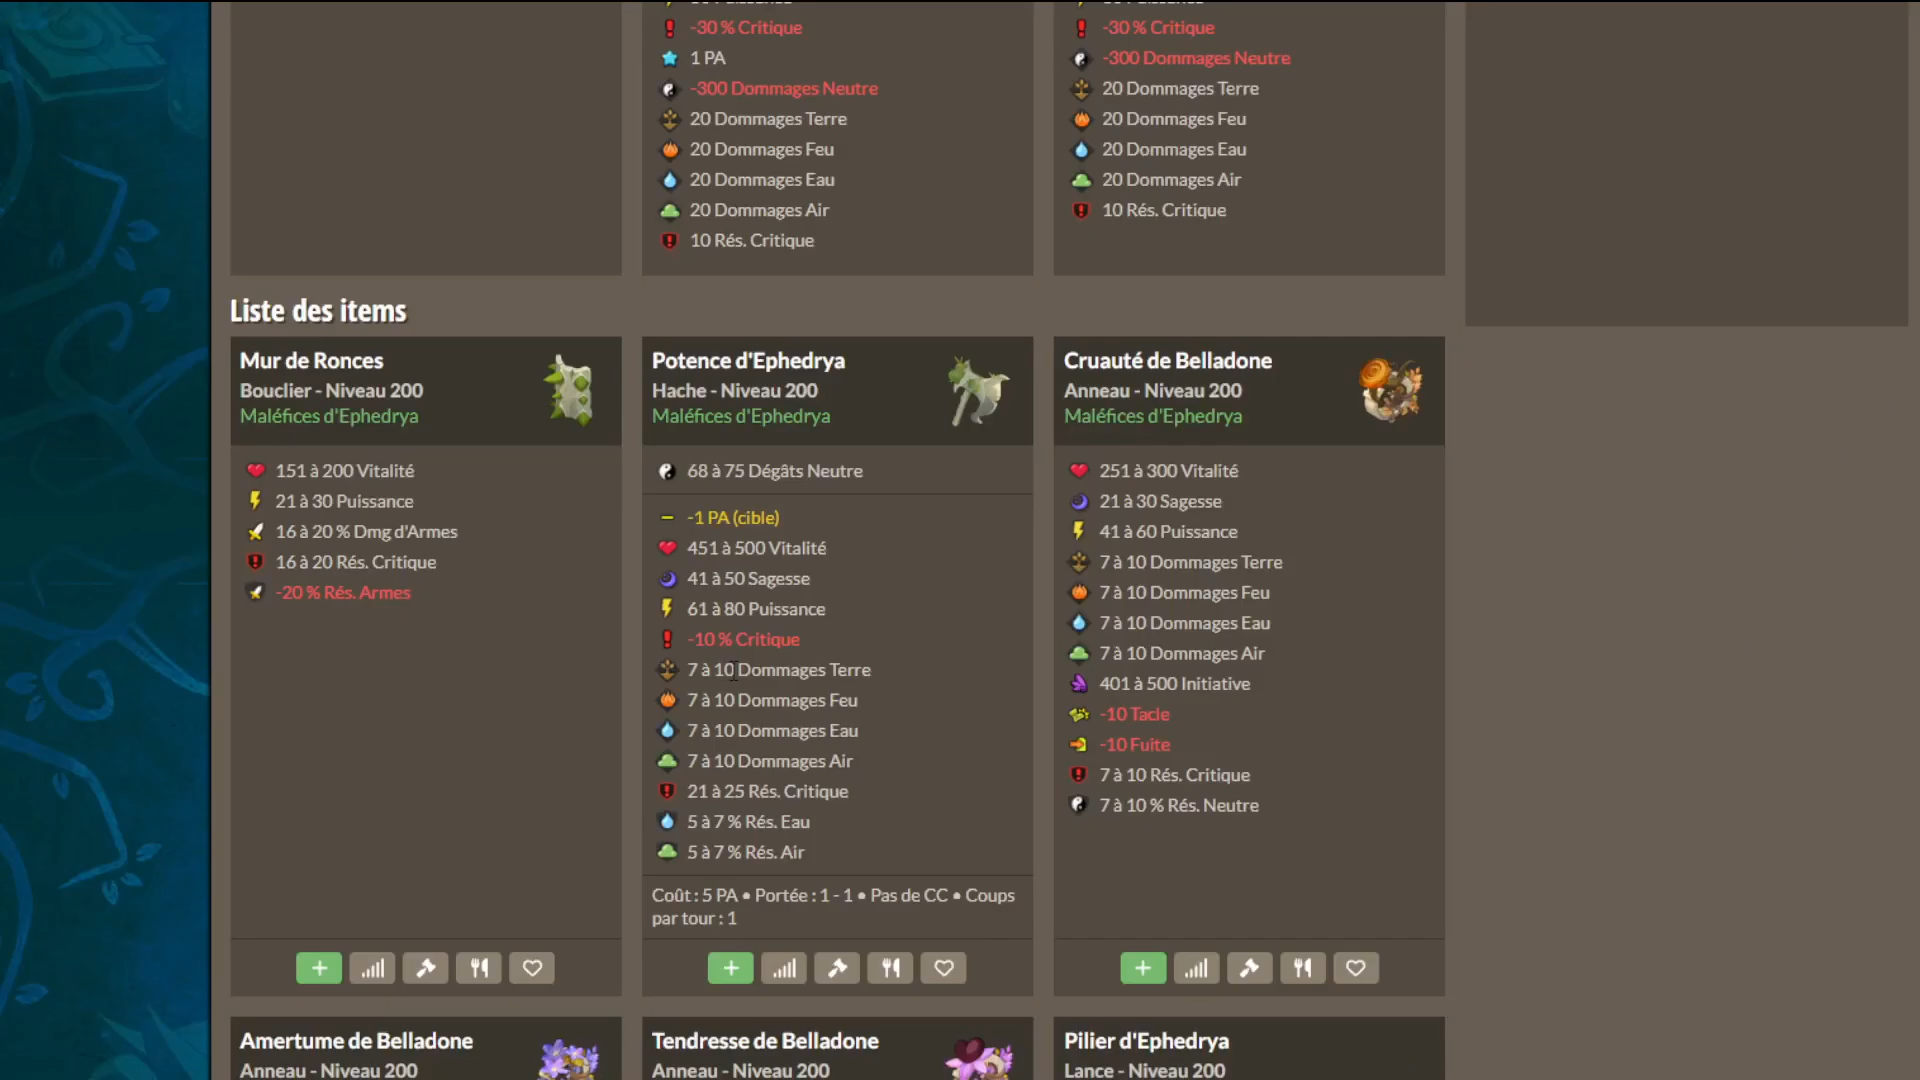 -30 % Critique
1 PA
-300 Dommages Neutre
20 Dommages Terre
20 Dommages Feu
20 Dommages Eau
20 Dommages Air
10 Rés. Critique
-30 % Critique
-300 Dommages Neutre
20 Dommages Terre
20 Dommages Feu
20 Dommages Eau
20 Dommages Air
10 Rés. Critique
Liste des items
Mur de Ronces
Bouclier - Niveau 200
Maléfices d'Ephedrya
151 à 200 Vitalité
21 à 30 Puissance
16 à 20 % Dmg d'Armes
16 à 20 Rés. Critique
-20 % Rés. Armes
Potence d'Ephedrya
Hache - Niveau 200
Maléfices d'Ephedrya
68 à 75 Dégâts Neutre
-1 PA (cible)
451 à 500 Vitalité
41 à 50 Sagesse
61 à 80 Puissance
-10 % Critique
7 à 10 Dommages Terre
7 à 10 Dommages Feu
7 à 10 Dommages Eau
7 à 10 Dommages Air
21 à 25 Rés. Critique
5 à 7 % Rés. Eau
5 à 7 % Rés. Air
Coût : 5 PA • Portée : 1 - 1 • Pas de CC • Coups
par tour : 1
Cruauté de Belladone
Anneau - Niveau 200
Maléfices d'Ephedrya
251 à 300 Vitalité
21 à 30 Sagesse
41 à 60 Puissance
7 à 10 Dommages Terre
7 à 10 Dommages Feu
7 à 10 Dommages Eau
7 à 10 Dommages Air
401 à 500 Initiative
-10 Tacle
-10 Fuite
7 à 10 Rés. Critique
7 à 10 % Rés. Neutre
Amertume de Belladone
Anneau - Niveau 200
Tendresse de Belladone
Anneau - Niveau 200
Pilier d'Ephedrya
Lance - Niveau 200